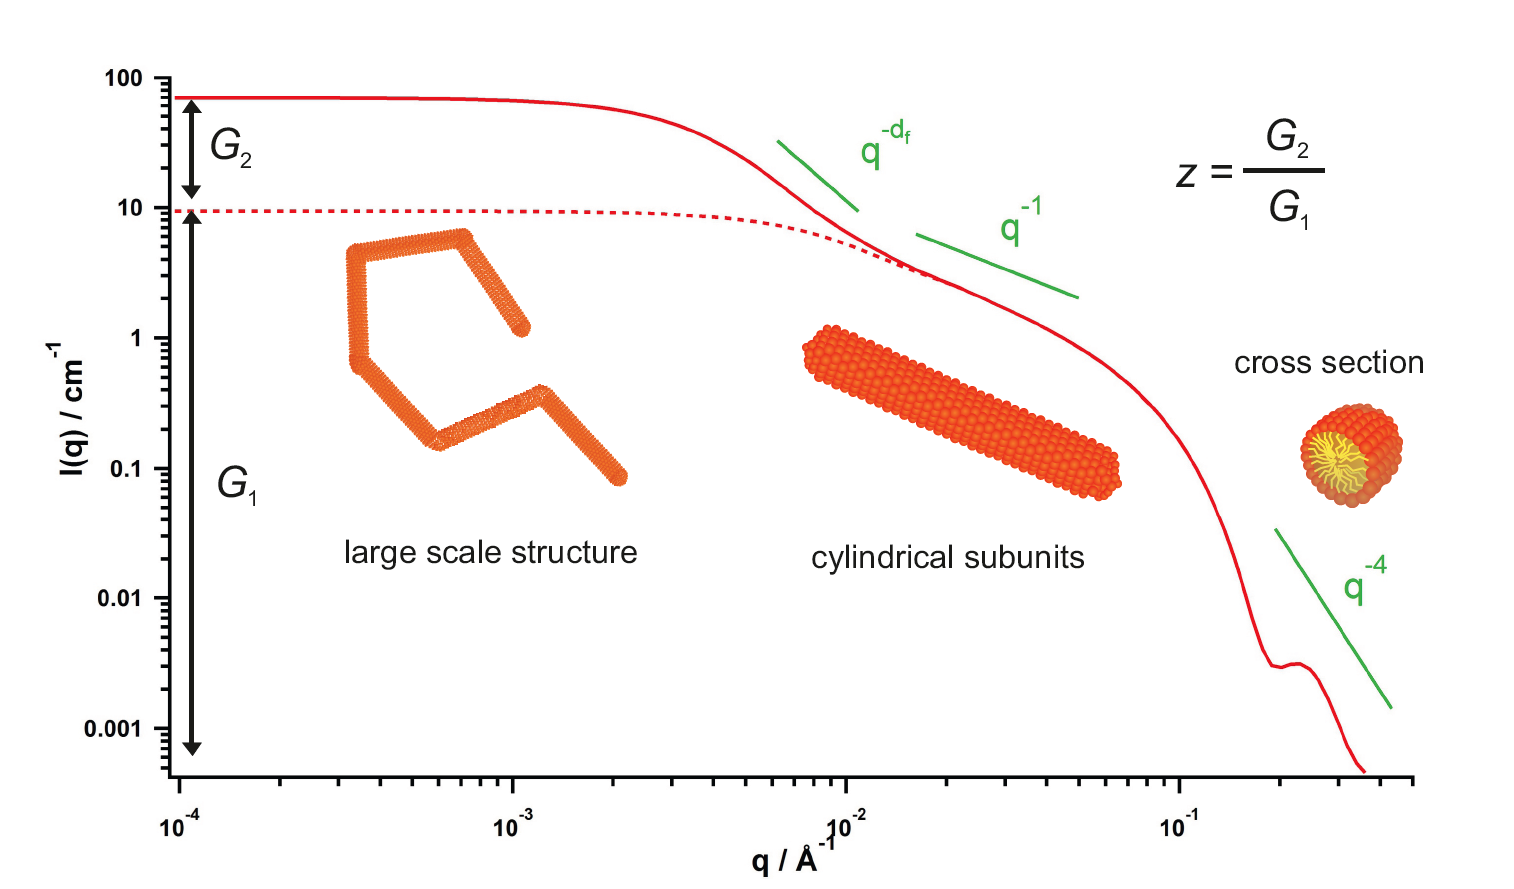 100
10
1
0.1
0.01
0.001
I(q) / cm⁻¹
G₂
G₁
q^-d_f
q⁻¹
z = G₂ / G₁
cross section
large scale structure
cylindrical subunits
q⁻⁴
10⁻⁴
10⁻³
10⁻²
10⁻¹
q / Å⁻¹